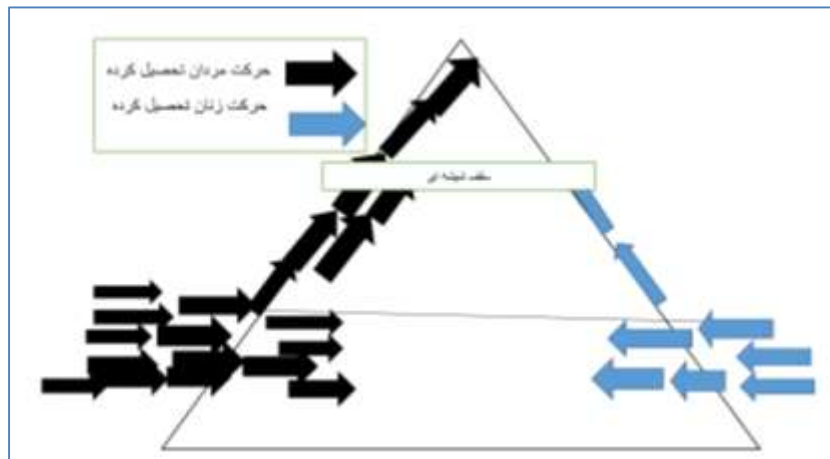 حرکت مردان تحصیل کرده
حرکت زنان تحصیل کرده
سقف شیشه ای